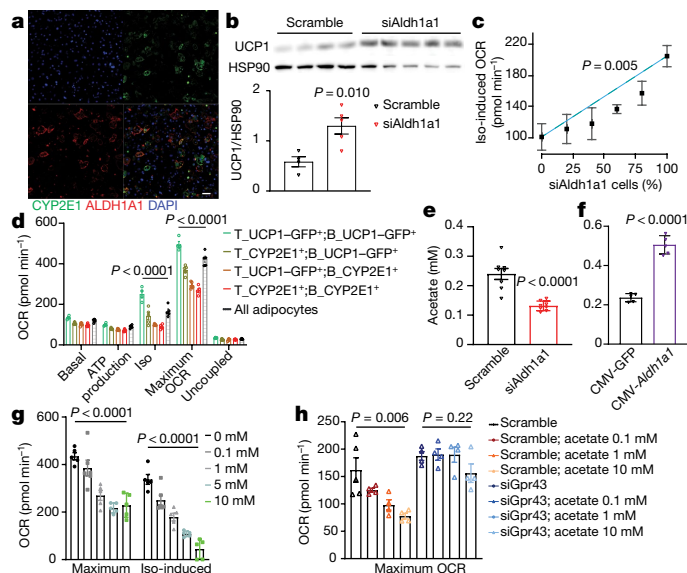 a
CYP2E1 ALDH1A1 DAPI
b
Scramble siAldh1a1
UCP1
HSP90
P = 0.010
Scramble
siAldh1a1
UCP1/HSP90
2
1
0
c
Iso-induced OCR
(pmol min⁻¹)
220
180
140
100
P = 0.005
0 50 100
siAldh1a1 cells (%)
d
OCR (pmol min⁻¹)
600
400
200
0
P < 0.0001
P < 0.0001
T_UCP1–GFP⁺;B_UCP1–GFP⁺
T_CYP2E1⁺;B_UCP1–GFP⁺
T_UCP1–GFP⁺;B_CYP2E1⁺
T_CYP2E1⁺;B_CYP2E1⁺
All adipocytes
Basal
ATP
production
Iso
Maximum
OCR
Uncoupled
e
Acetate (mM)
0.4
0.3
0.2
0.1
0
P < 0.0001
Scramble
siAldh1a1
f
0.6
0.4
0.2
0
P <0.0001
CMV-GFP
CMV-Aldh1a1
g
OCR (pmol min⁻¹)
600
400
200
0
P < 0.0001
P < 0.0001
0 mM
0.1 mM
1 mM
5 mM
10 mM
Maximum Iso-induced
h
OCR (pmol min⁻¹)
250
200
150
100
50
0
P = 0.006 P = 0.22
Scramble
Scramble; acetate 0.1 mM
Scramble; acetate 1 mM
Scramble; acetate 10 mM
siGpr43
siGpr43; acetate 0.1 mM
siGpr43; acetate 1 mM
siGpr43; acetate 10 mM
Maximum OCR